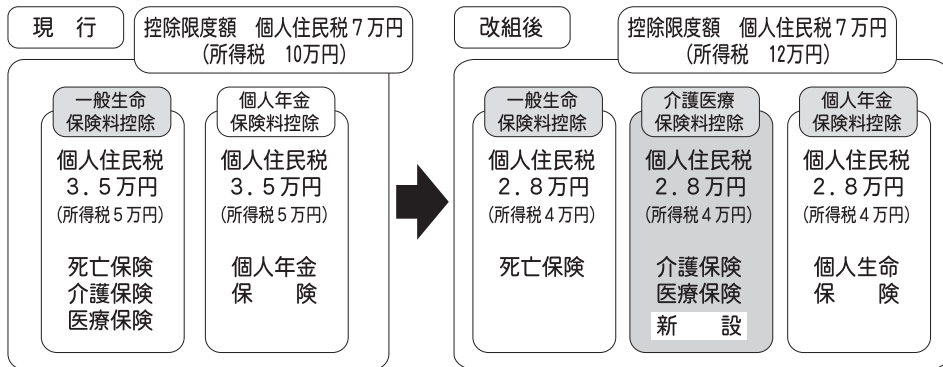 現 行
控除限度額 個人住民税7万円
(所得税 10万円)
一般生命
保険料控除
個人住民税
3.5万円
(所得税5万円)
死亡保険
介護保険
医療保険
個人年金
保険料控除
個人住民税
3.5万円
(所得税5万円)
個人年金
保 険
改組後
控除限度額 個人住民税7万円
(所得税 12万円)
一般生命
保険料控除
個人住民税
2.8万円
(所得税4万円)
死亡保険
介護医療
保険料控除
個人住民税
2.8万円
(所得税4万円)
介護保険
医療保険
新 設
個人年金
保険料控除
個人住民税
2.8万円
(所得税4万円)
個人生命
保 険